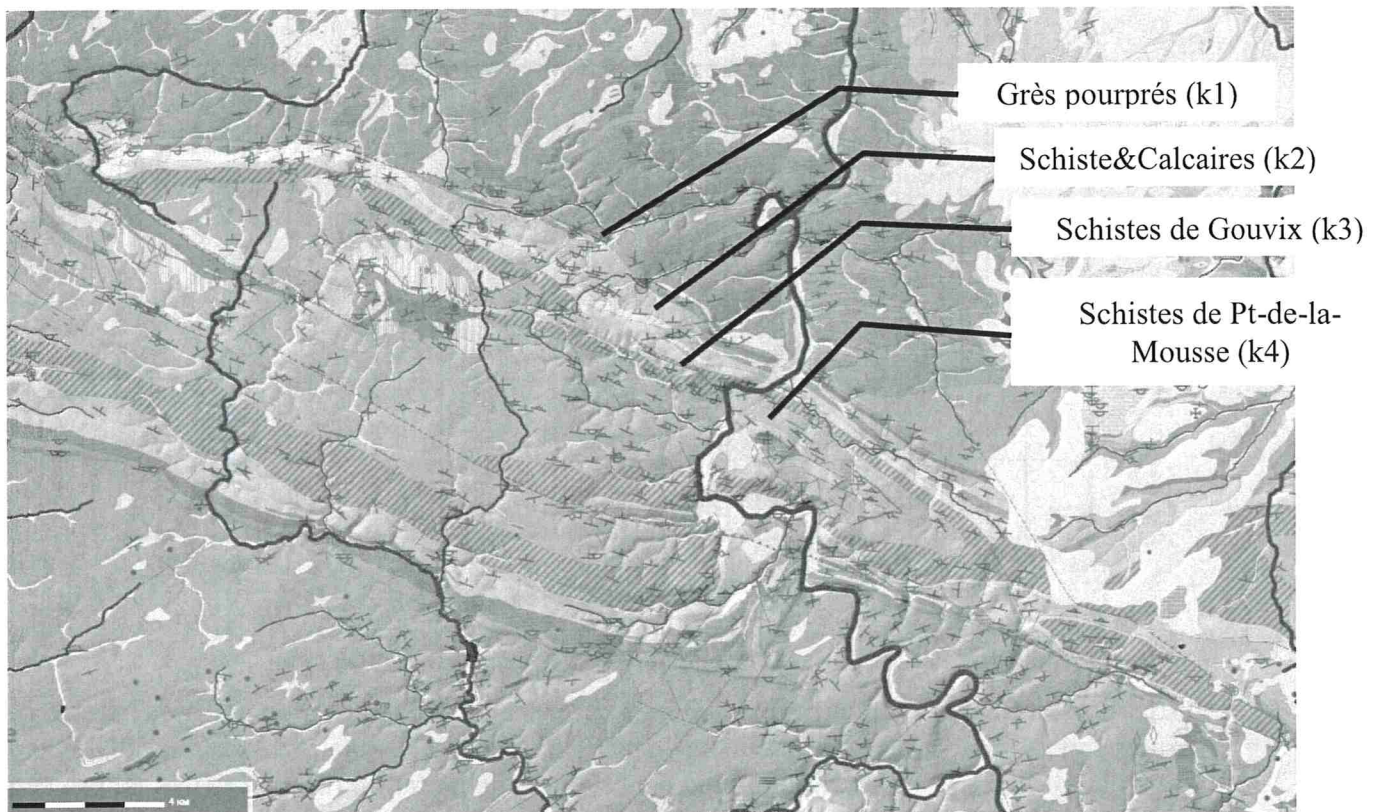 Grès pourprés (k1)
Schiste&Calcaires (k2)
Schistes de Gouvix (k3)
Schistes de Pt-de-la-
Mousse (k4)
4 KM